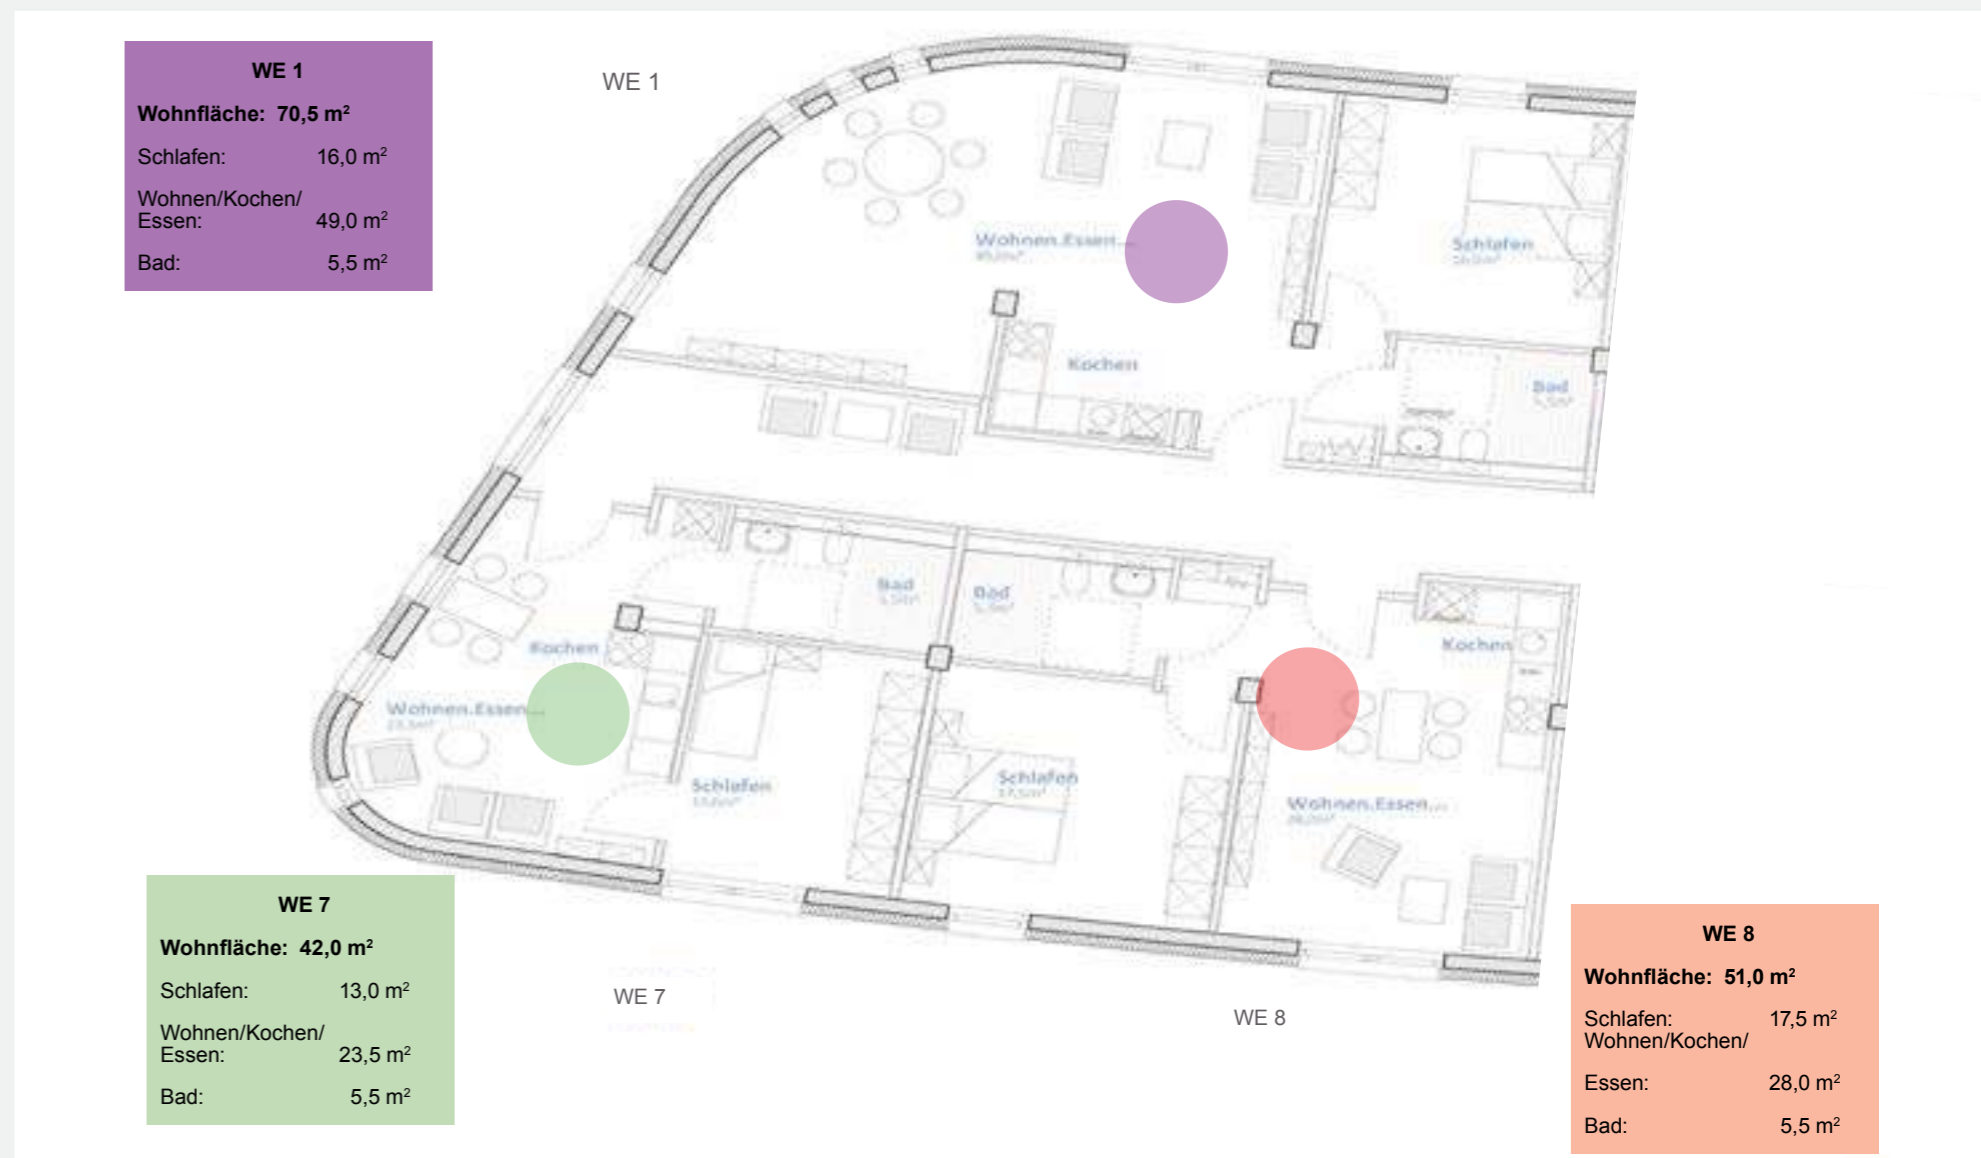 WE 1
Wohnfläche: 70,5 m²
Schlafen: 16,0 m²
Wohnen/Kochen/
Essen: 49,0 m²
Bad: 5,5 m²
WE 1
Wohnen.Essen...
Schlafen
Kochen
Bad
Bad
Bad
Kochen
Kochen
Wohnen.Essen...
Schlafen
Schlafen
Wohnen.Essen...
WE 7
Wohnfläche: 42,0 m²
Schlafen: 13,0 m²
Wohnen/Kochen/
Essen: 23,5 m²
Bad: 5,5 m²
WE 7
WE 8
WE 8
Wohnfläche: 51,0 m²
Schlafen: 17,5 m²
Wohnen/Kochen/
Essen: 28,0 m²
Bad: 5,5 m²